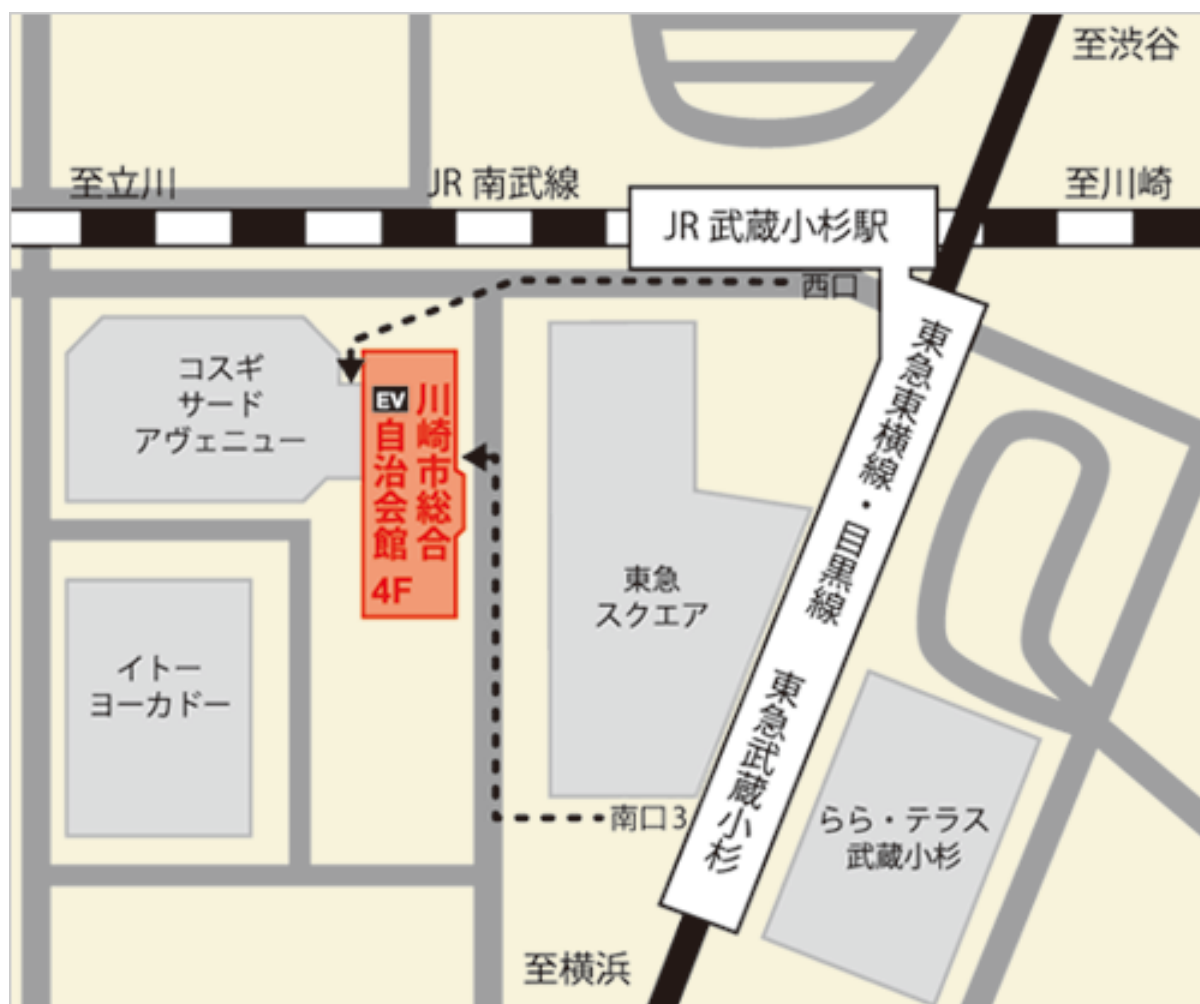 至渋谷
至立川
JR 南武線
至川崎
JR 武蔵小杉駅
西口
コスギ
サード
アヴェニュー
EV
川崎市総合
自治会館
4F
東急東横線・目黒線 東急武蔵小杉
東急
スクエア
イトー
ヨーカドー
南口3
らら・テラス
武蔵小杉
至横浜